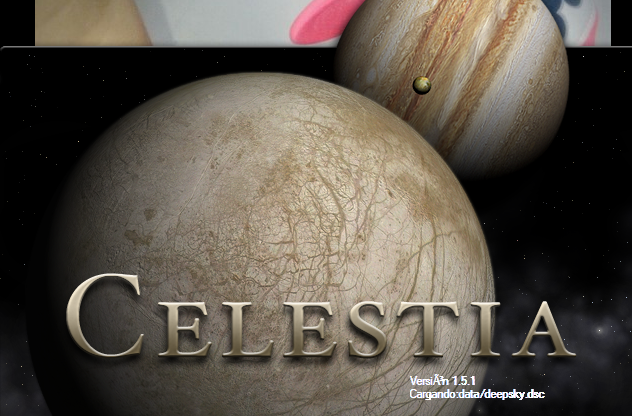 CELESTIA
VersiÃ³n 1.5.1
Cargando:data/deepsky.dsc